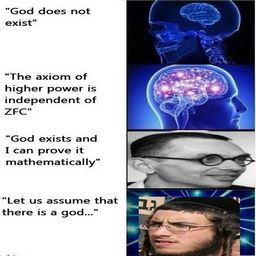 "God does not
exist"
"The axiom of
higher power is
independent of
ZFC"
"God exists and
I can prove it
mathematically"
"Let us assume that
there is a god..."